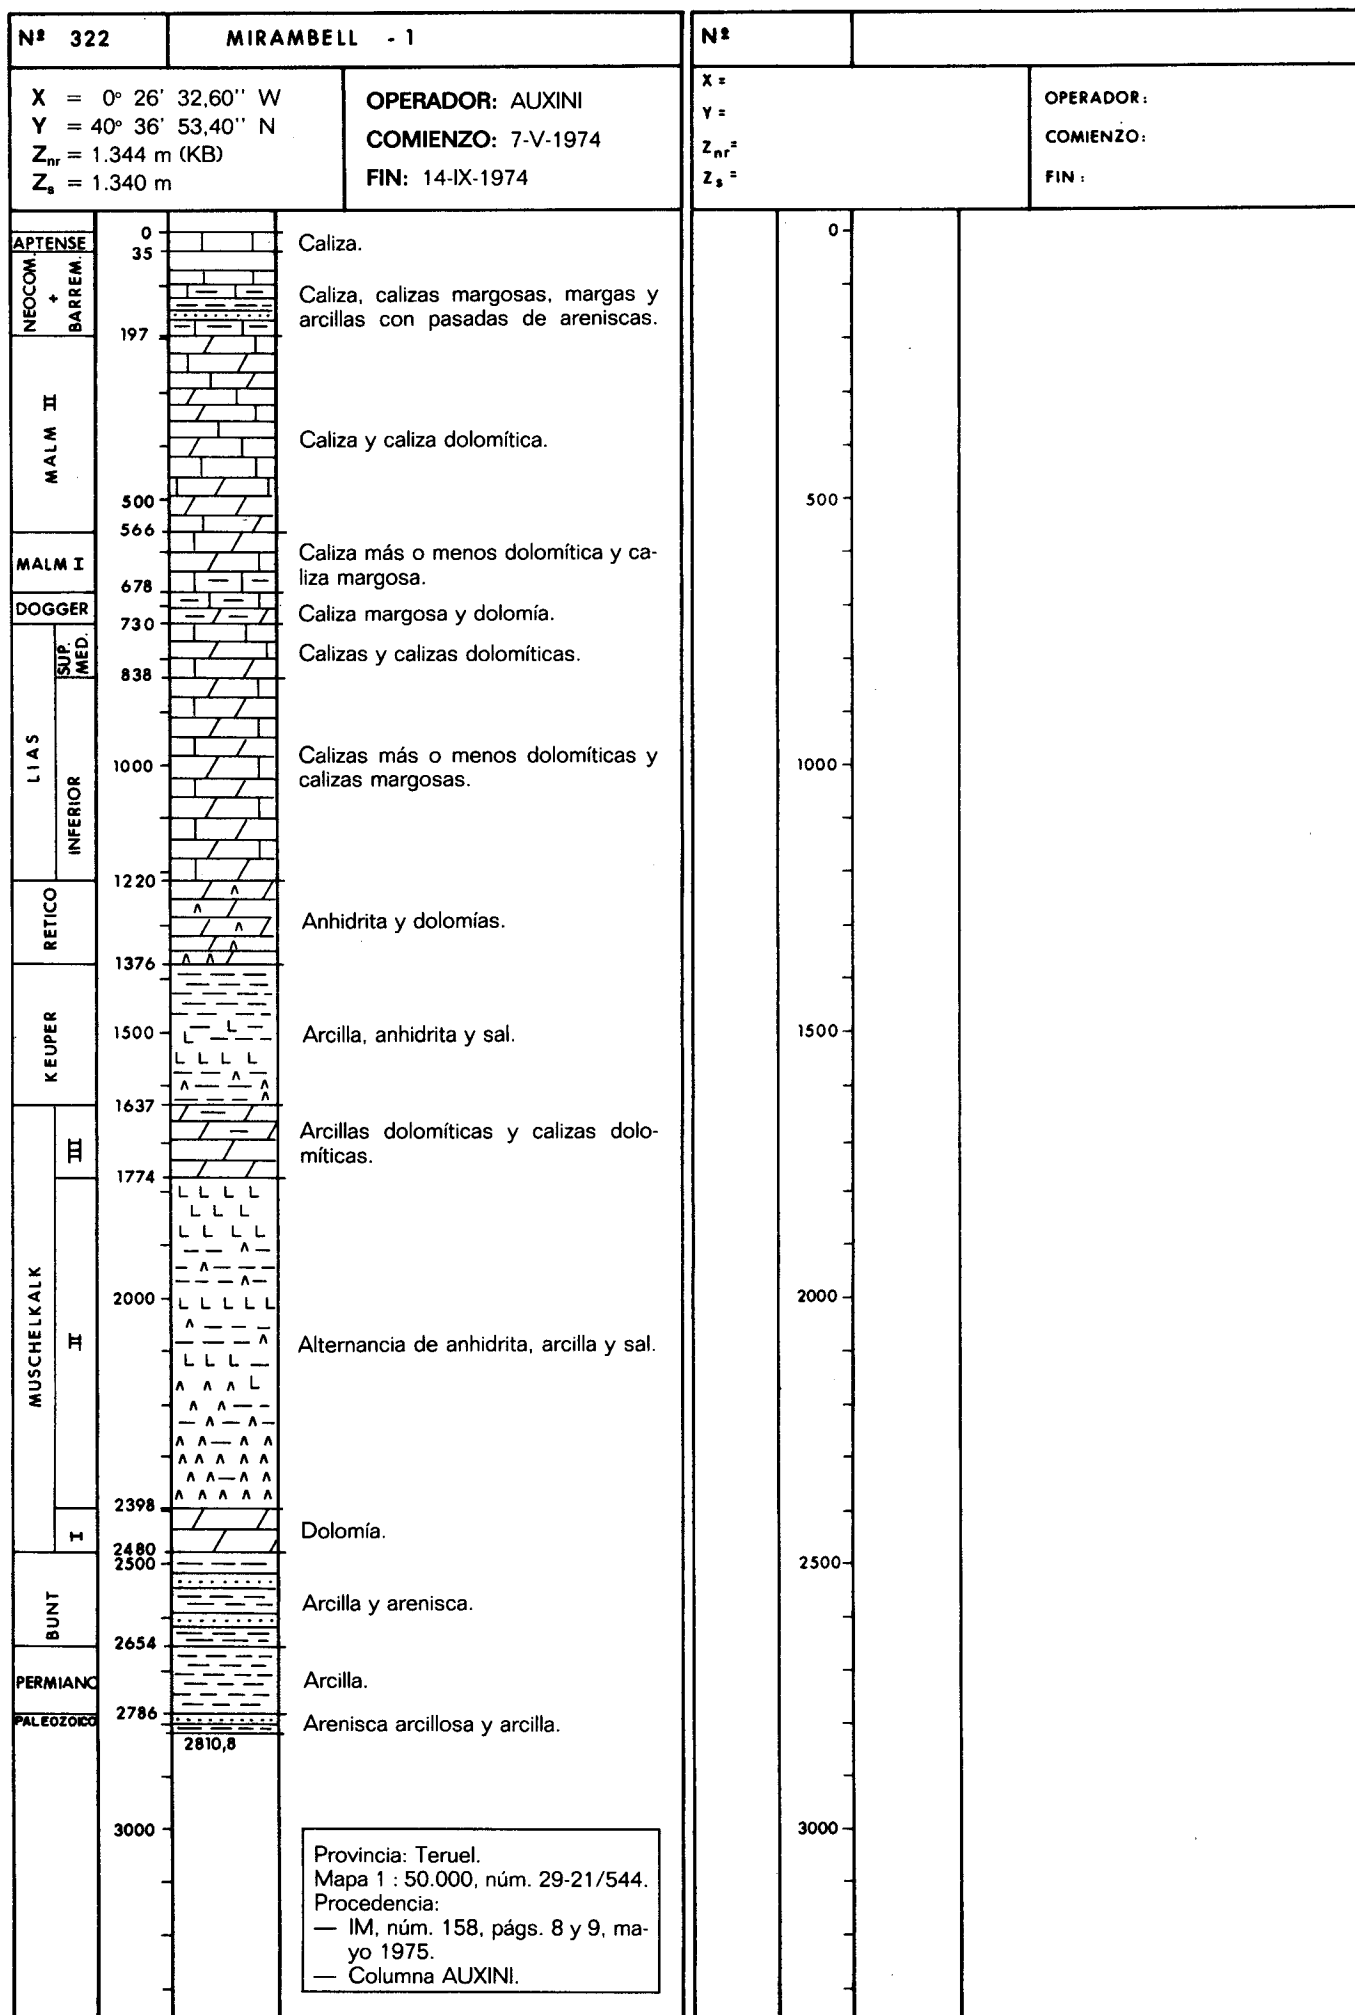 Nº 322
MIRAMBELL - 1
X = 0° 26' 32,60'' W
Y = 40° 36' 53,40'' N
Znr = 1.344 m (KB)
Zs = 1.340 m
OPERADOR: AUXINI
COMIENZO: 7-V-1974
FIN: 14-IX-1974
APTENSE
0
35
Caliza.
NEOCOM.
+
BARREM.
Caliza, calizas margosas, margas y
arcillas con pasadas de areniscas.
197
MALM II
Caliza y caliza dolomítica.
500
566
MALM I
Caliza más o menos dolomítica y ca-
liza margosa.
678
DOGGER
Caliza margosa y dolomía.
730
LIAS
SUP.
MED.
Calizas y calizas dolomíticas.
838
INFERIOR
1000
Calizas más o menos dolomíticas y
calizas margosas.
1220
RETICO
Anhidrita y dolomías.
1376
KEUPER
1500
Arcilla, anhidrita y sal.
1637
MUSCHELKALK
III
Arcillas dolomíticas y calizas dolo-
míticas.
1774
II
2000
Alternancia de anhidrita, arcilla y sal.
2398
I
Dolomía.
2480
2500
BUNT
Arcilla y arenisca.
2654
PERMIANO
Arcilla.
2786
PALEOZOICO
Arenisca arcillosa y arcilla.
2810,8
3000
Provincia: Teruel.
Mapa 1 : 50.000, núm. 29-21/544.
Procedencia:
— IM, núm. 158, págs. 8 y 9, ma-
yo 1975.
— Columna AUXINI.
Nº
X =
Y =
Znr=
Zs =
OPERADOR:
COMIENZO:
FIN :
0
500
1000
1500
2000
2500
3000